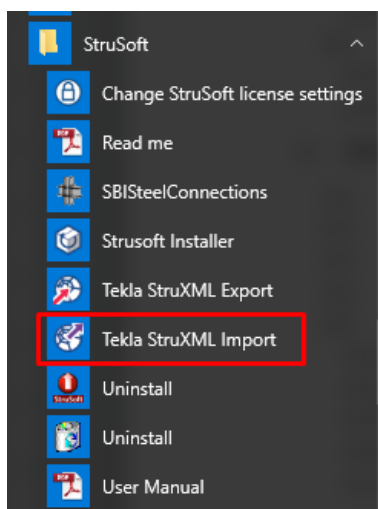 StruSoft
Change StruSoft license settings
Read me
SBISteelConnections
Strusoft Installer
Tekla StruXML Export
Tekla StruXML Import
Uninstall
Uninstall
User Manual